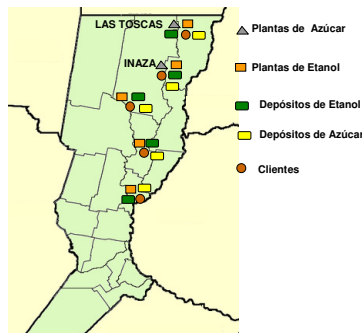 LAS TOSCAS
INAZA
Plantas de Azúcar
Plantas de Etanol
Depósitos de Etanol
Depósitos de Azúcar
Clientes